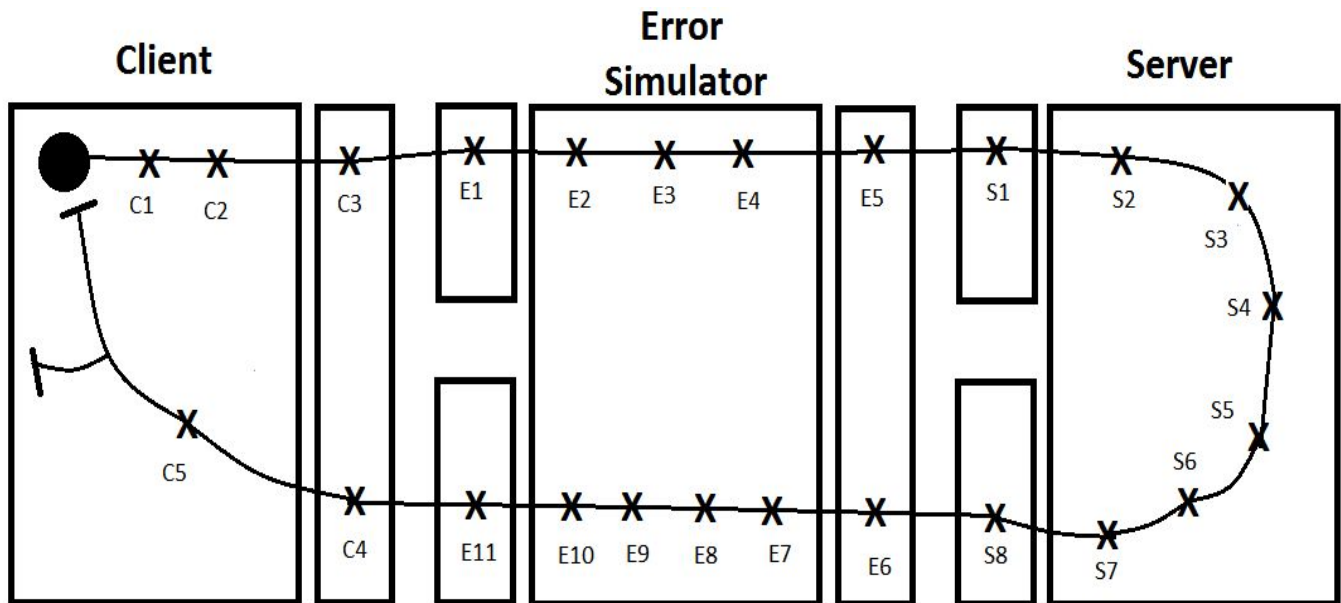 Client
Error
Simulator
Server
C1
C2
C3
E1
E2
E3
E4
E5
S1
S2
S3
S4
S5
S6
C5
C4
E11
E10
E9
E8
E7
E6
S8
S7